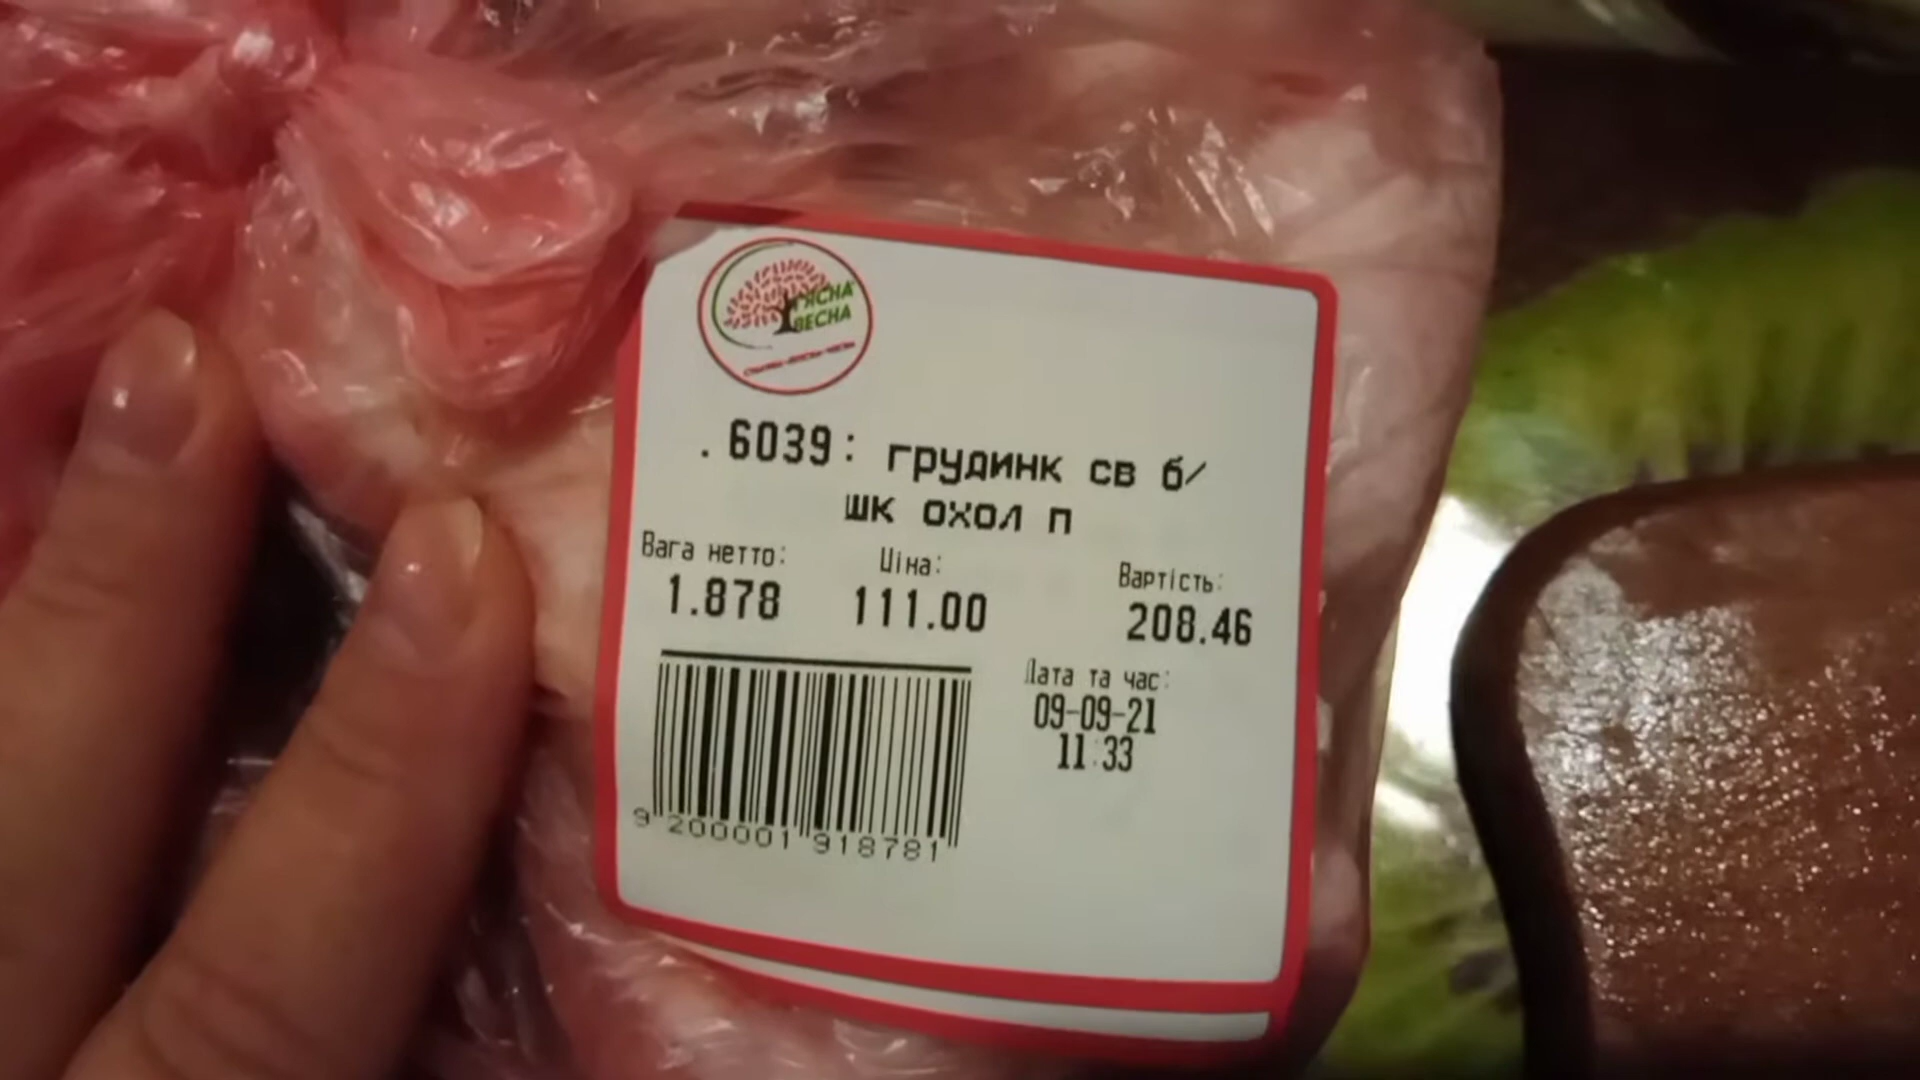 ВЕСНА
.6039: грудинк св б/
шк охол п
Вага нетто: Ціна: Вартість:
1.878 111.00 208.46
Дата та час:
09-09-21
11:33
9 200001 918781